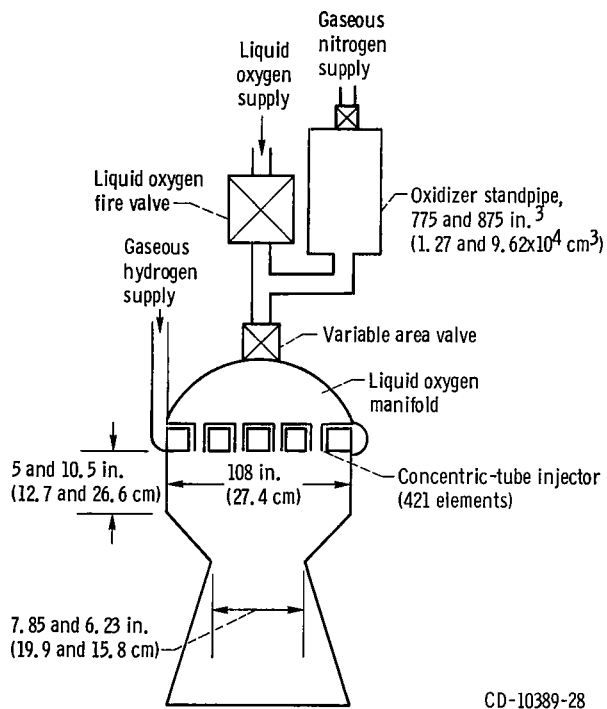 Gaseous
nitrogen
supply
Liquid
oxygen
supply
Liquid oxygen
fire valve
Oxidizer standpipe,
775 and 875 in.³
(1.27 and 9.62x10⁴ cm³)
Gaseous
hydrogen
supply
Variable area valve
Liquid oxygen
manifold
5 and 10.5 in.
(12.7 and 26.6 cm)
108 in.
(27.4 cm)
Concentric-tube injector
(421 elements)
7.85 and 6.23 in.
(19.9 and 15.8 cm)
CD-10389-28